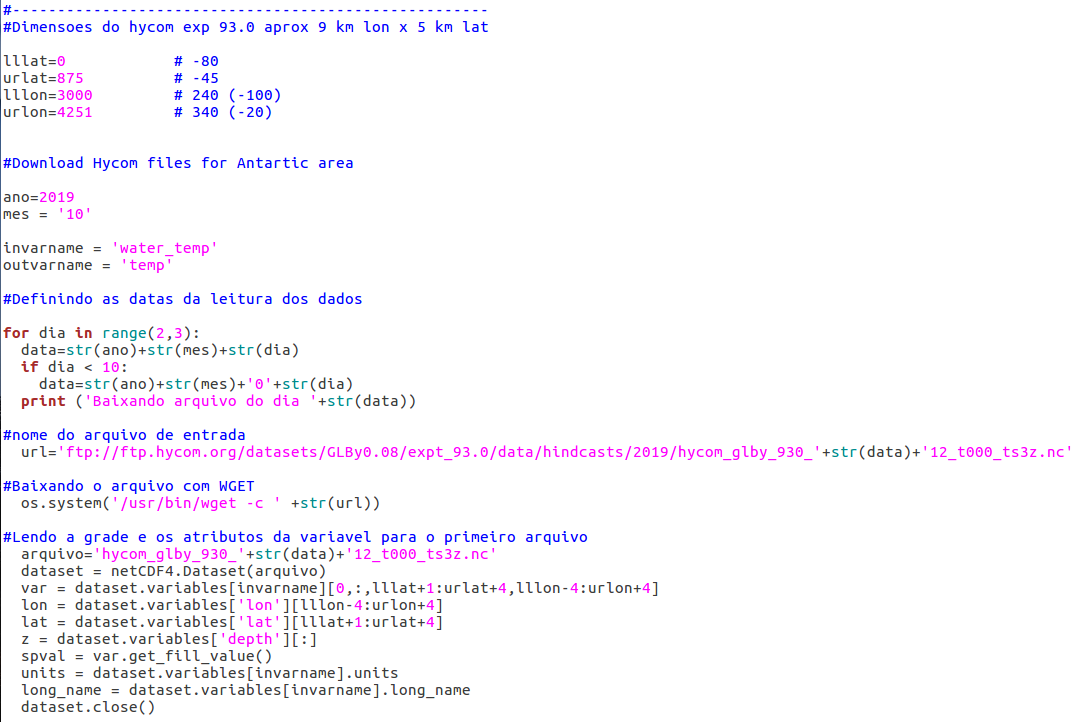 #-----------------------------------------------------
#Dimensoes do hycom exp 93.0 aprox 9 km lon x 5 km lat
lllat=0            # -80
urlat=875          # -45
lllon=3000         # 240 (-100)
urlon=4251         # 340 (-20)
#Download Hycom files for Antartic area
ano=2019
mes = '10'
invarname = 'water_temp'
outvarname = 'temp'
#Definindo as datas da leitura dos dados
for dia in range(2,3):
  data=str(ano)+str(mes)+str(dia)
  if dia < 10:
    data=str(ano)+str(mes)+'0'+str(dia)
  print ('Baixando arquivo do dia '+str(data))
#nome do arquivo de entrada
  url='ftp://ftp.hycom.org/datasets/GLBy0.08/expt_93.0/data/hindcasts/2019/hycom_glby_930_'+str(data)+'12_t000_ts3z.nc'
#Baixando o arquivo com WGET
  os.system('/usr/bin/wget -c ' +str(url))
#Lendo a grade e os atributos da variavel para o primeiro arquivo
  arquivo='hycom_glby_930_'+str(data)+'12_t000_ts3z.nc'
  dataset = netCDF4.Dataset(arquivo)
  var = dataset.variables[invarname][0,:,lllat+1:urlat+4,lllon-4:urlon+4]
  lon = dataset.variables['lon'][lllon-4:urlon+4]
  lat = dataset.variables['lat'][lllat+1:urlat+4]
  z = dataset.variables['depth'][:]
  spval = var.get_fill_value()
  units = dataset.variables[invarname].units
  long_name = dataset.variables[invarname].long_name
  dataset.close()